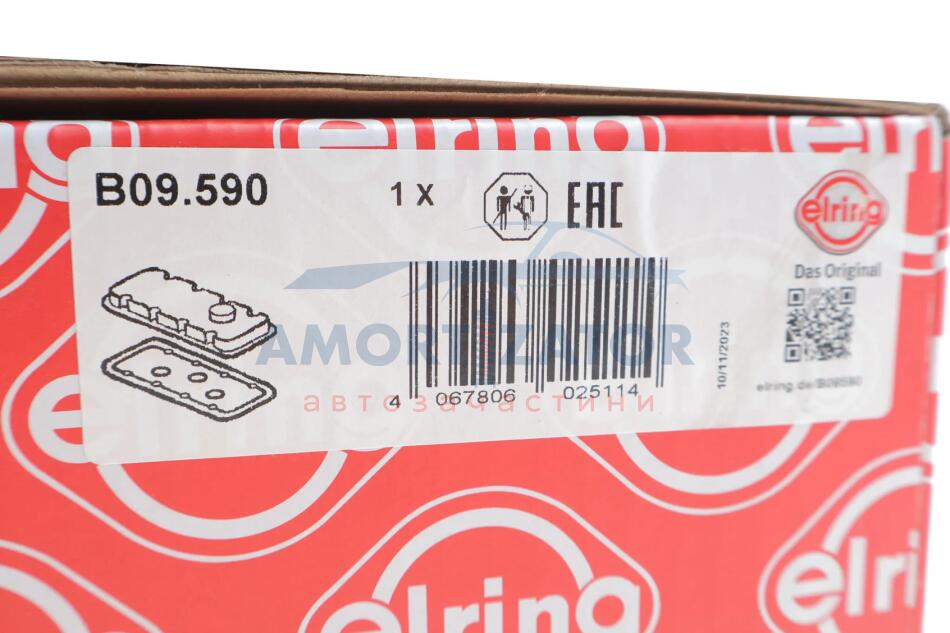 elring
B09.590
1 X
EAC
elring
Das Original
AMORTIZATOR
автозапчастини
4 067806 025114
10/11/2023
elring.de/B09590
elring
elring